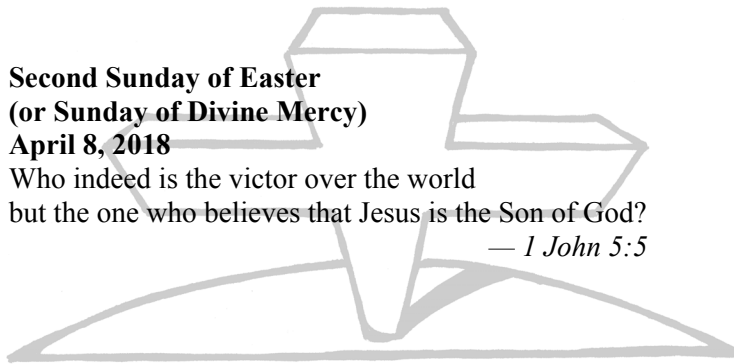 Second Sunday of Easter
(or Sunday of Divine Mercy)
April 8, 2018
Who indeed is the victor over the world
but the one who believes that Jesus is the Son of God?
— 1 John 5:5